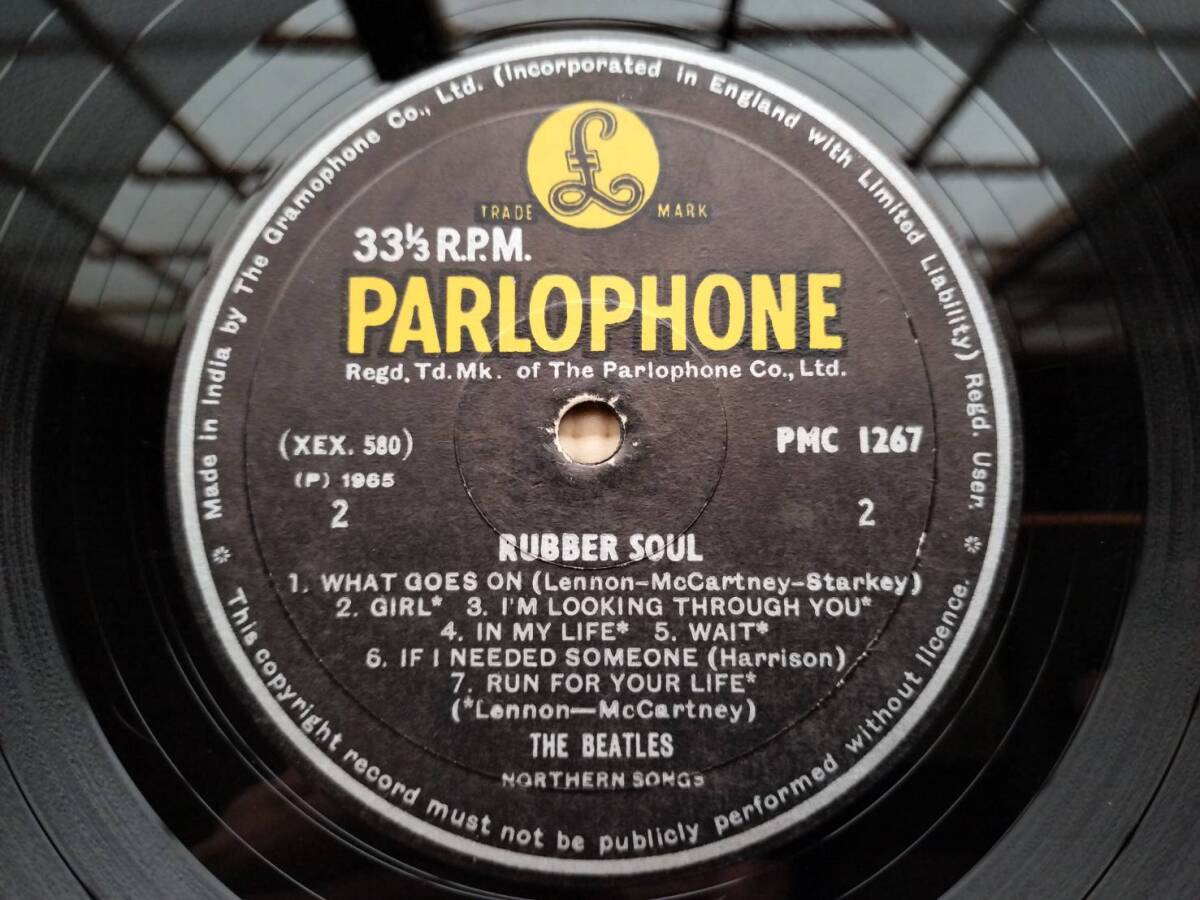 Made in India by The Gramophone Co., Ltd. (Incorporated in England with Limited Liability) Regd. User.
£
TRADE MARK
33⅓ R.P.M.
PARLOPHONE
Regd. Td. Mk. of The Parlophone Co., Ltd.
(XEX. 580) PMC 1267
(P) 1965
2 2
RUBBER SOUL
1. WHAT GOES ON (Lennon-McCartney-Starkey)
2. GIRL* 3. I'M LOOKING THROUGH YOU*
4. IN MY LIFE* 5. WAIT*
6. IF I NEEDED SOMEONE (Harrison)
7. RUN FOR YOUR LIFE*
(*Lennon—McCartney)
THE BEATLES
NORTHERN SONGS
This copyright record must not be publicly performed without licence.